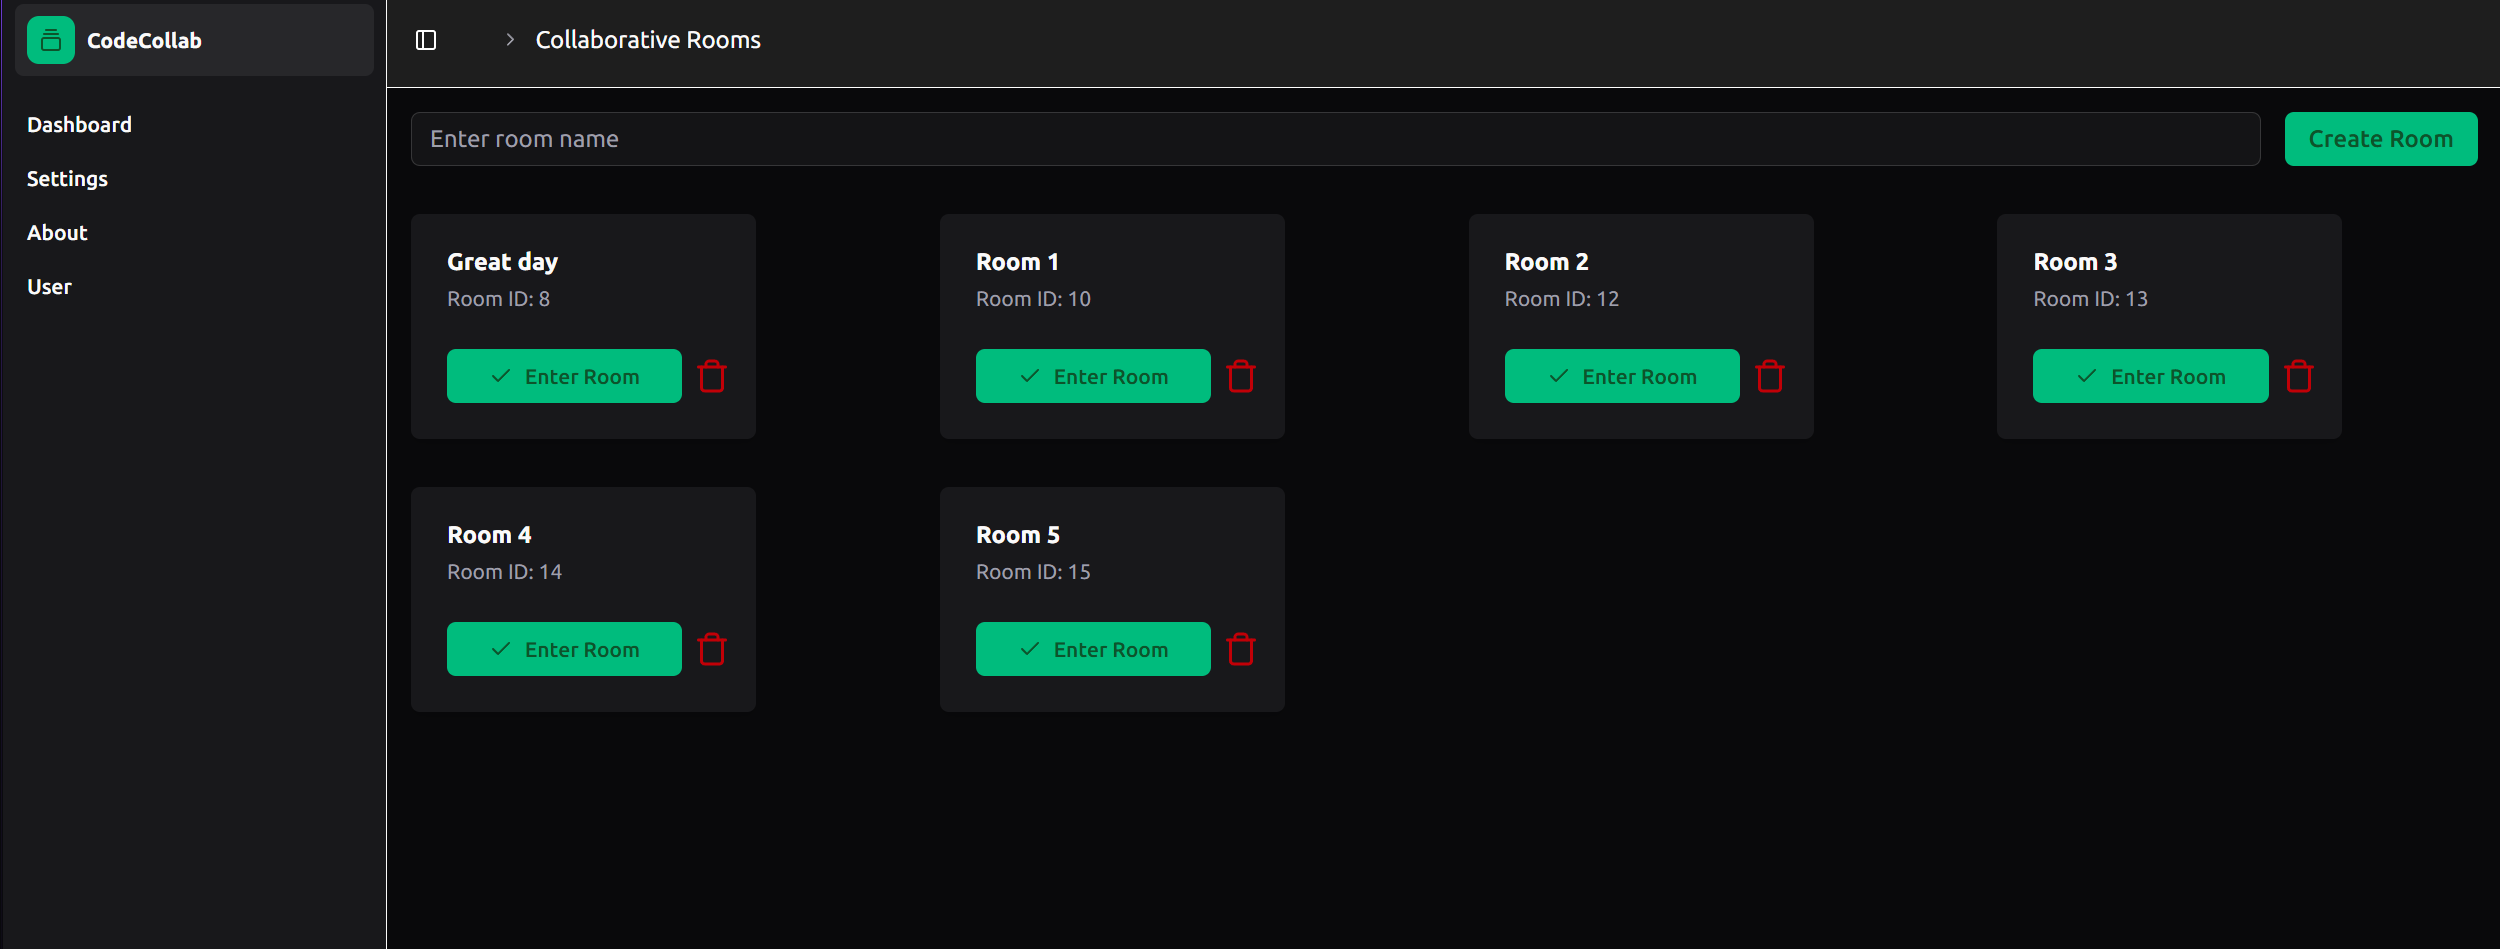 CodeCollab
Dashboard
Settings
About
User
Collaborative Rooms
Enter room name
Create Room
Great day
Room ID: 8
Enter Room
Room 1
Room ID: 10
Enter Room
Room 2
Room ID: 12
Enter Room
Room 3
Room ID: 13
Enter Room
Room 4
Room ID: 14
Enter Room
Room 5
Room ID: 15
Enter Room